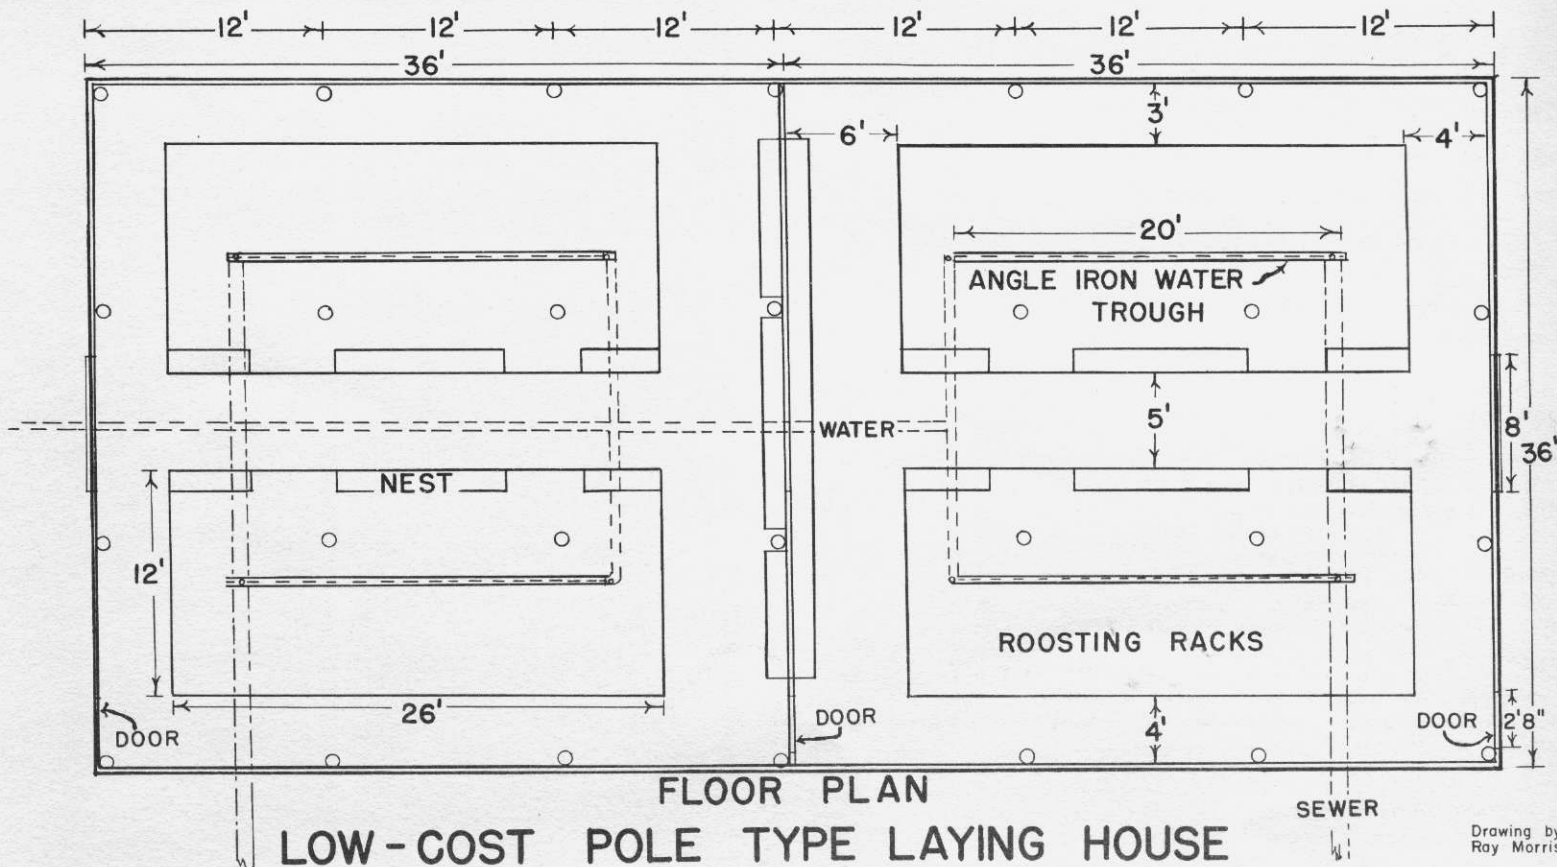 12' 12' 12' 12' 12' 12'
36' 36'
3'
6' 4'
20'
ANGLE IRON WATER
TROUGH
WATER
5'
8'
36'
NEST
12'
ROOSTING RACKS
26'
DOOR
DOOR
4'
DOOR
2'8"
FLOOR PLAN
SEWER
LOW-COST POLE TYPE LAYING HOUSE
Drawing by
Ray Morris